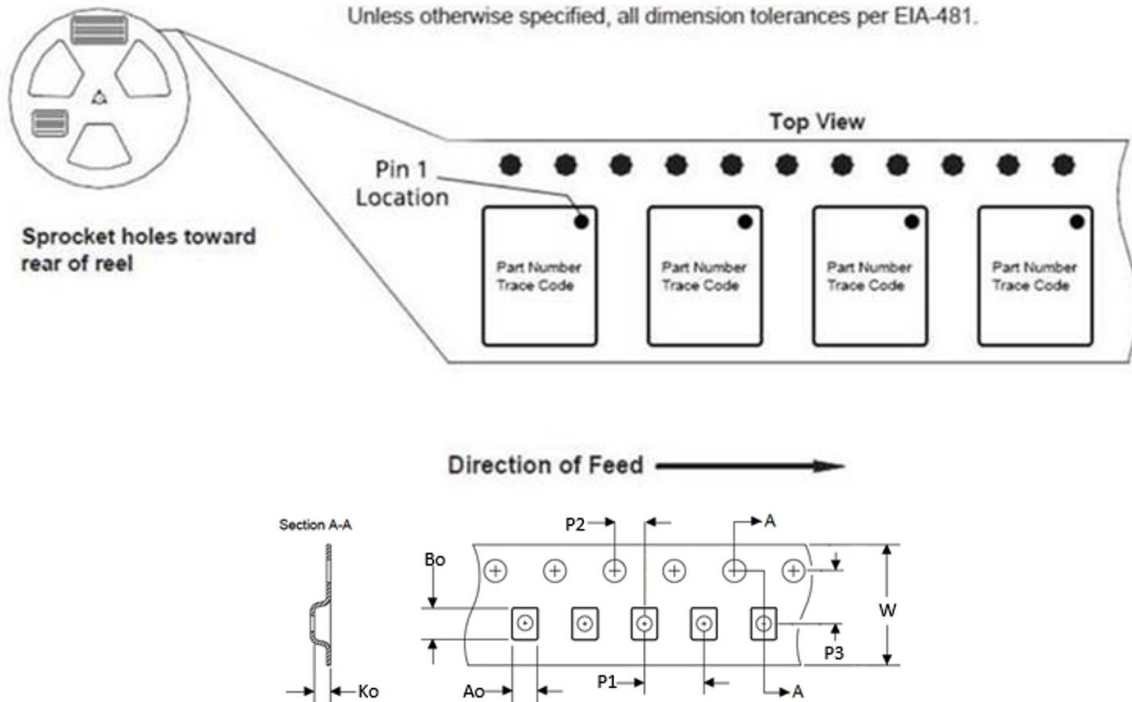 Unless otherwise specified, all dimension tolerances per EIA-481.
Top View
Pin 1
Location
Sprocket holes toward
rear of reel
Part Number
Trace Code
Part Number
Trace Code
Part Number
Trace Code
Part Number
Trace Code
Direction of Feed
Section A-A
P2
A
Bo
W
P3
Ko
Ao
P1
A